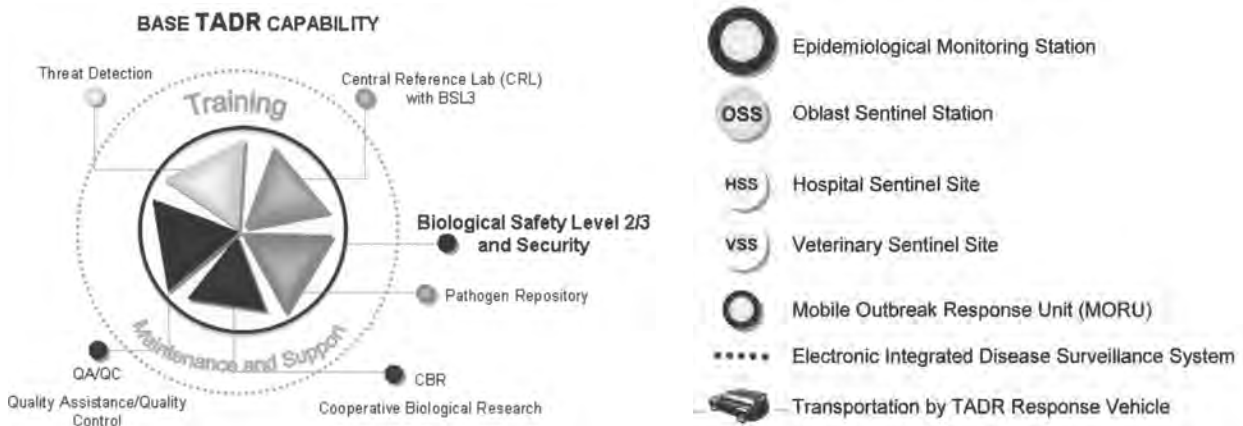 BASE TADR CAPABILITY
Threat Detection
Central Reference Lab (CRL)
with BSL3
Training
Biological Safety Level 2/3
and Security
Pathogen Repository
Maintenance and Support
QA/QC
Quality Assistance/Quality
Control
CBR
Cooperative Biological Research
Epidemiological Monitoring Station
OSS Oblast Sentinel Station
HSS Hospital Sentinel Site
VSS Veterinary Sentinel Site
Mobile Outbreak Response Unit (MORU)
Electronic Integrated Disease Surveillance System
Transportation by TADR Response Vehicle